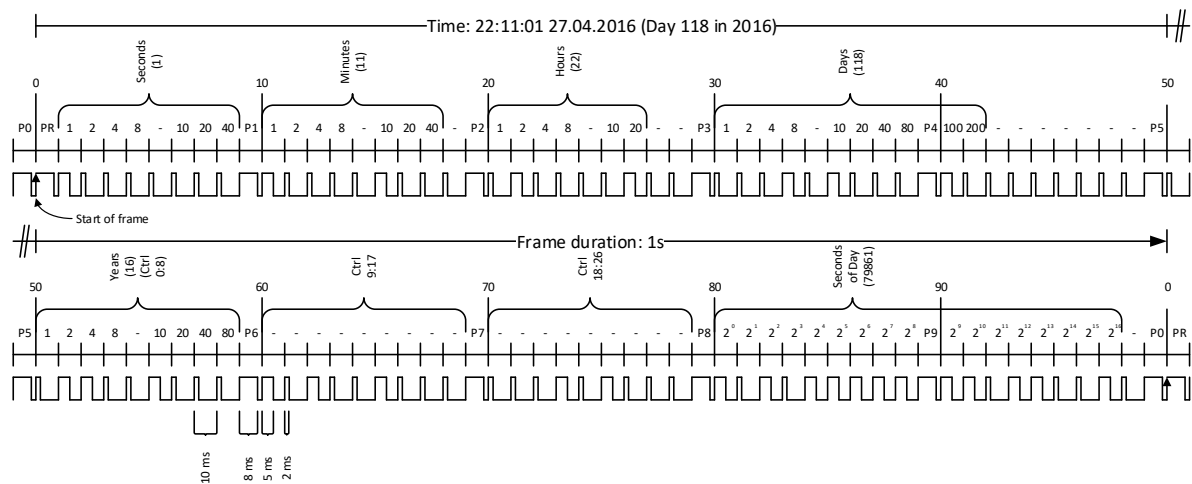 Time: 22:11:01 27.04.2016 (Day 118 in 2016)
Seconds
(1)
Minutes
(11)
Hours
(22)
Days
(118)
0 10 20 30 40 50
P0 PR 1 2 4 8 - 10 20 40 P1 1 2 4 8 - 10 20 40 - P2 1 2 4 8 - 10 20 - - P3 1 2 4 8 - 10 20 40 80 P4 100 200 - - - - - - - P5
Start of frame
Frame duration: 1s
Years
(16)
(Ctrl
0:8)
Ctrl
9:17
Ctrl
18:26
Seconds
of Day
(79861)
50 60 70 80 90 0
P5 1 2 4 8 - 10 20 40 80 P6 - - - - - - - - - P7 - - - - - - - - - P8 2⁰ 2¹ 2² 2³ 2⁴ 2⁵ 2⁶ 2⁷ 2⁸ P9 2⁹ 2¹⁰ 2¹¹ 2¹² 2¹³ 2¹⁴ 2¹⁵ 2¹⁶ - P0 PR
10 ms
8 ms
5 ms
2 ms